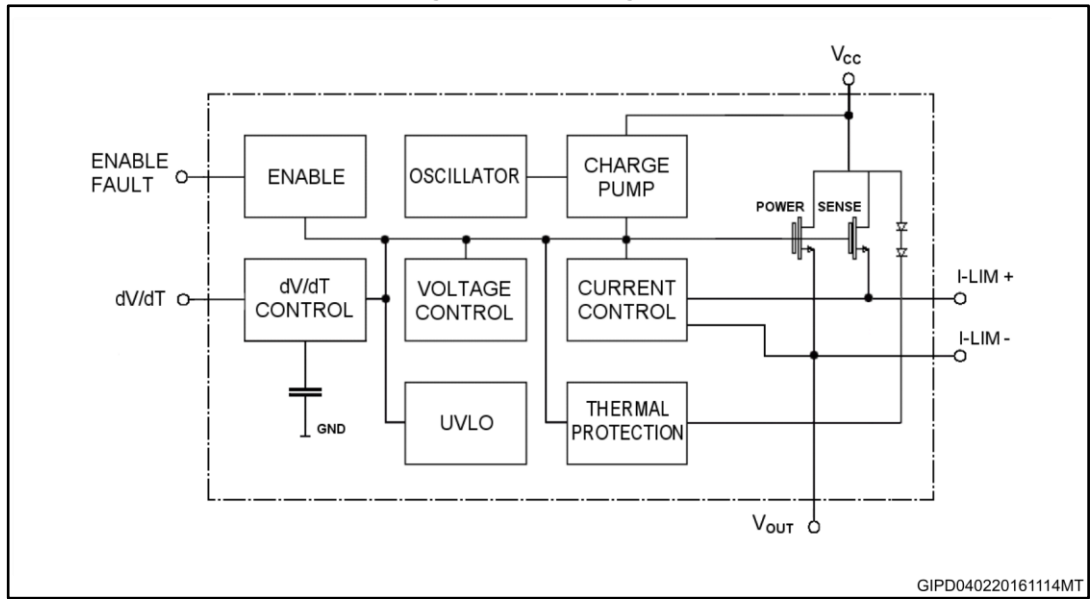 VCC
ENABLE
FAULT
ENABLE
OSCILLATOR
CHARGE
PUMP
POWER
SENSE
dV/dT
dV/dT
CONTROL
VOLTAGE
CONTROL
CURRENT
CONTROL
I-LIM +
I-LIM -
GND
UVLO
THERMAL
PROTECTION
VOUT
GIPD040220161114MT